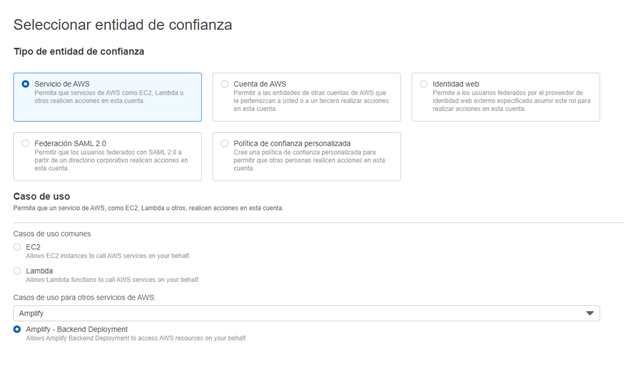 Seleccionar entidad de confianza
Tipo de entidad de confianza
Servicio de AWS
Permita que servicios de AWS como EC2, Lambda u
otros realicen acciones en esta cuenta.
Cuenta de AWS
Permitir a las entidades de otras cuentas de AWS que
le pertenezcan a usted o a un tercero realizar acciones
en esta cuenta.
Identidad web
Permite a los usuarios federados por el proveedor de
identidad web externo especificado asumir este rol para
realizar acciones en esta cuenta.
Federación SAML 2.0
Permitir que los usuarios federados con SAML 2.0 a
partir de un directorio corporativo realicen acciones en
esta cuenta.
Política de confianza personalizada
Cree una política de confianza personalizada para
permitir que otras personas realicen acciones en esta
cuenta.
Caso de uso
Permita que un servicio de AWS, como EC2, Lambda u otros, realicen acciones en esta cuenta.
Casos de uso comunes
EC2
Allows EC2 instances to call AWS services on your behalf.
Lambda
Allows Lambda functions to call AWS services on your behalf.
Casos de uso para otros servicios de AWS:
Amplify
Amplify - Backend Deployment
Allows Amplify Backend Deployment to access AWS resources on your behalf.